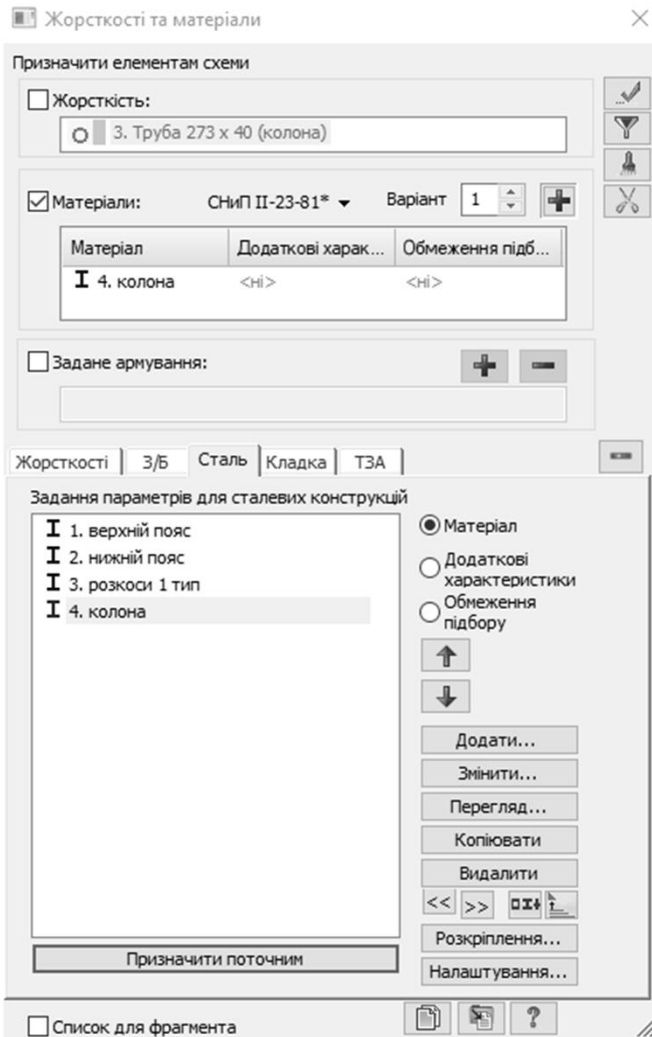 Жорсткості та матеріали
Призначити елементам схеми
Жорсткість:
3. Труба 273 х 40 (колона)
Матеріали: СНиП II-23-81* Варіант 1
Матеріал Додаткові харак... Обмеження підб...
4. колона <ні> <ні>
Задане армування:
Жорсткості З/Б Сталь Кладка ТЗА
Задання параметрів для сталевих конструкцій
1. верхній пояс
2. нижній пояс
3. розкоси 1 тип
4. колона
Матеріал
Додаткові
характеристики
Обмеження
підбору
Додати...
Змінити...
Перегляд...
Копіювати
Видалити
<< >>
Розкріплення...
Призначити поточним
Налаштування...
Список для фрагмента
?